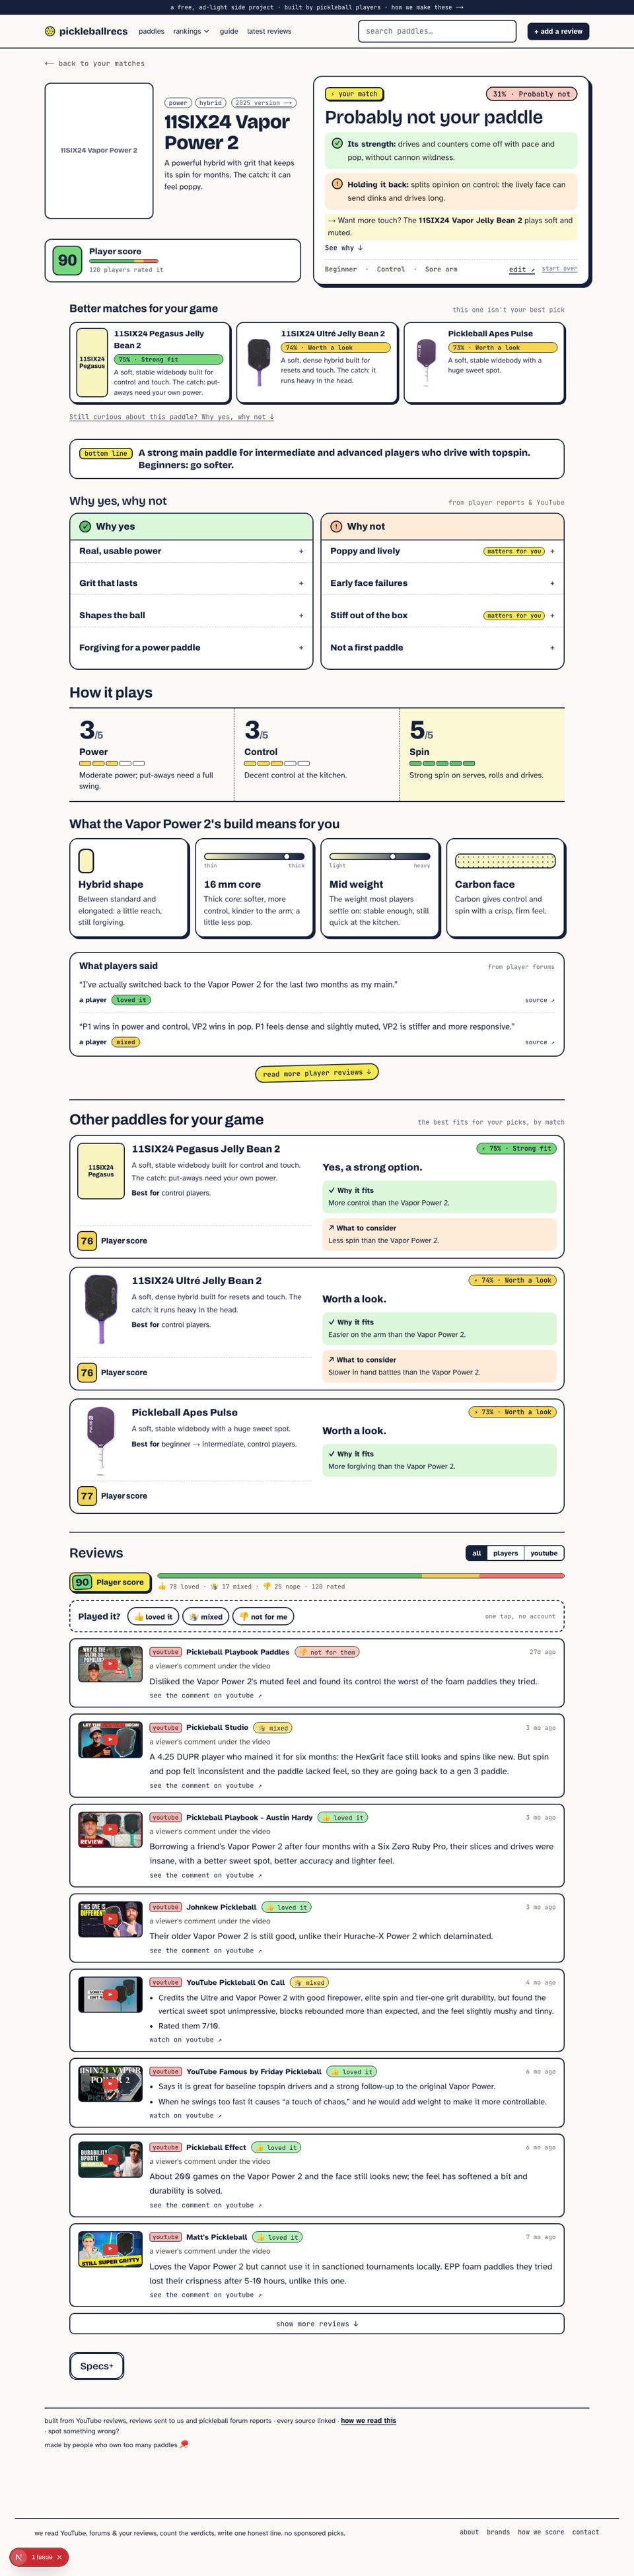 a free, ad-light side project · built by pickleball players · how we make these →
pickleballrecs
paddies
rankings
guide
latest reviews
search paddles…
+ add a review
← back to your matches
11SIX24 Vapor Power 2
power
hybrid
2025 version →
11SIX24 Vapor
Power 2
A powerful hybrid with grit that keeps
its spin for months. The catch: it can
feel poppy.
90
Player score
120 players rated it
⚡ your match
31% · Probably not
Probably not your paddle
Its strength: drives and counters come off with pace and
pop, without cannon wildness.
Holding it back: splits opinion on control: the lively face can
send dinks and drives long.
→ Want more touch? The 11SIX24 Vapor Jelly Bean 2 plays soft and
muted.
See why ↓
Beginner · Control · Sore arm
edit ↗
start over
Better matches for your game
this one isn't your best pick
11SIX24
Pegasus
11SIX24 Pegasus Jelly
Bean 2
75% · Strong fit
A soft, stable widebody built for
control and touch. The catch: put-
aways need your own power.
11SIX24 Ultré Jelly Bean 2
74% · Worth a look
A soft, dense hybrid built for
resets and touch. The catch: it
runs heavy in the head.
Pickleball Apes Pulse
73% · Worth a look
A soft, stable widebody with a
huge sweet spot.
Still curious about this paddle? Why yes, why not ↓
bottom line
A strong main paddle for intermediate and advanced players who drive with topspin.
Beginners: go softer.
Why yes, why not
from player reports & YouTube
Why yes
Real, usable power +
Grit that lasts +
Shapes the ball +
Forgiving for a power paddle +
Why not
Poppy and lively matters for you +
Early face failures +
Stiff out of the box matters for you +
Not a first paddle +
How it plays
3/5
Power
Moderate power; put-aways need a full
swing.
3/5
Control
Decent control at the kitchen.
5/5
Spin
Strong spin on serves, rolls and drives.
What the Vapor Power 2's build means for you
Hybrid shape
Between standard and
elongated: a little reach,
still forgiving.
thin thick
16 mm core
Thick core: softer, more
control, kinder to the arm; a
little less pop.
light heavy
Mid weight
The weight most players
settle on: stable enough, still
quick at the kitchen.
Carbon face
Carbon gives control and
spin with a crisp, firm feel.
What players said
from player forums
“I've actually switched back to the Vapor Power 2 for the last two months as my main.”
a player loved it
source ↗
“P1 wins in power and control, VP2 wins in pop. P1 feels dense and slightly muted, VP2 is stiffer and more responsive.”
a player mixed
source ↗
read more player reviews ↓
Other paddles for your game
the best fits for your picks, by match
11SIX24
Pegasus
11SIX24 Pegasus Jelly Bean 2
A soft, stable widebody built for control and touch.
The catch: put-aways need your own power.
Best for control players.
76 Player score
⚡ 75% · Strong fit
Yes, a strong option.
✓ Why it fits
More control than the Vapor Power 2.
↗ What to consider
Less spin than the Vapor Power 2.
11SIX24 Ultré Jelly Bean 2
A soft, dense hybrid built for resets and touch. The
catch: it runs heavy in the head.
Best for control players.
76 Player score
⚡ 74% · Worth a look
Worth a look.
✓ Why it fits
Easier on the arm than the Vapor Power 2.
↗ What to consider
Slower in hand battles than the Vapor Power 2.
Pickleball Apes Pulse
A soft, stable widebody with a huge sweet spot.
Best for beginner → intermediate, control players.
77 Player score
⚡ 73% · Worth a look
Worth a look.
✓ Why it fits
More forgiving than the Vapor Power 2.
Reviews
all players youtube
90 Player score
👍 78 loved · 17 mixed · 👎 25 nope · 120 rated
Played it?
👍 loved it
mixed
👎 not for me
one tap, no account
youtube Pickleball Playbook Paddles 👎 not for them
27d ago
a viewer's comment under the video
Disliked the Vapor Power 2's muted feel and found its control the worst of the foam paddles they tried.
see the comment on youtube ↗
youtube Pickleball Studio mixed
3 mo ago
a viewer's comment under the video
A 4.25 DUPR player who mained it for six months: the HexGrit face still looks and spins like new. But spin
and pop felt inconsistent and the paddle lacked feel, so they are going back to a gen 3 paddle.
see the comment on youtube ↗
REVIEW
youtube Pickleball Playbook - Austin Hardy 👍 loved it
3 mo ago
a viewer's comment under the video
Borrowing a friend's Vapor Power 2 after four months with a Six Zero Ruby Pro, their slices and drives were
insane, with a better sweet spot, better accuracy and lighter feel.
see the comment on youtube ↗
THIS ONE IS
DIFFERENT
youtube Johnkew Pickleball 👍 loved it
3 mo ago
a viewer's comment under the video
Their older Vapor Power 2 is still good, unlike their Hurache-X Power 2 which delaminated.
see the comment on youtube ↗
youtube YouTube Pickleball On Call mixed
4 mo ago
• Credits the Ultre and Vapor Power 2 with good firepower, elite spin and tier-one grit durability, but found the
vertical sweet spot unimpressive, blocks rebounded more than expected, and the feel slightly mushy and tinny.
• Rated them 7/10.
watch on youtube ↗
11SIX24 VAPOR
POWER 2
youtube YouTube Famous by Friday Pickleball 👍 loved it
6 mo ago
• Says it is great for baseline topspin drivers and a strong follow-up to the original Vapor Power 2.
• When he swings too fast it causes “a touch of chaos,” and he would add weight to make it more controllable.
watch on youtube ↗
DURABILITY
UPDATE
youtube Pickleball Effect 👍 loved it
6 mo ago
a viewer's comment under the video
About 200 games on the Vapor Power 2 and the face still looks new; the feel has softened a bit and
durability is solved.
see the comment on youtube ↗
STILL SUPER GRITTY
youtube Matt's Pickleball 👍 loved it
7 mo ago
a viewer's comment under the video
Loves the Vapor Power 2 but cannot use it in sanctioned tournaments locally. EPP foam paddles they tried
lost their crispness after 5-10 hours, unlike this one.
see the comment on youtube ↗
show more reviews ↓
Specs+
built from YouTube reviews, reviews sent to us and pickleball forum reports · every source linked · how we read this
· spot something wrong?
made by people who own too many paddles 🏓
we read YouTube, forums & your reviews, count the verdicts, write one honest line. no sponsored picks.
about brands how we score contact
N 1 Issue ×